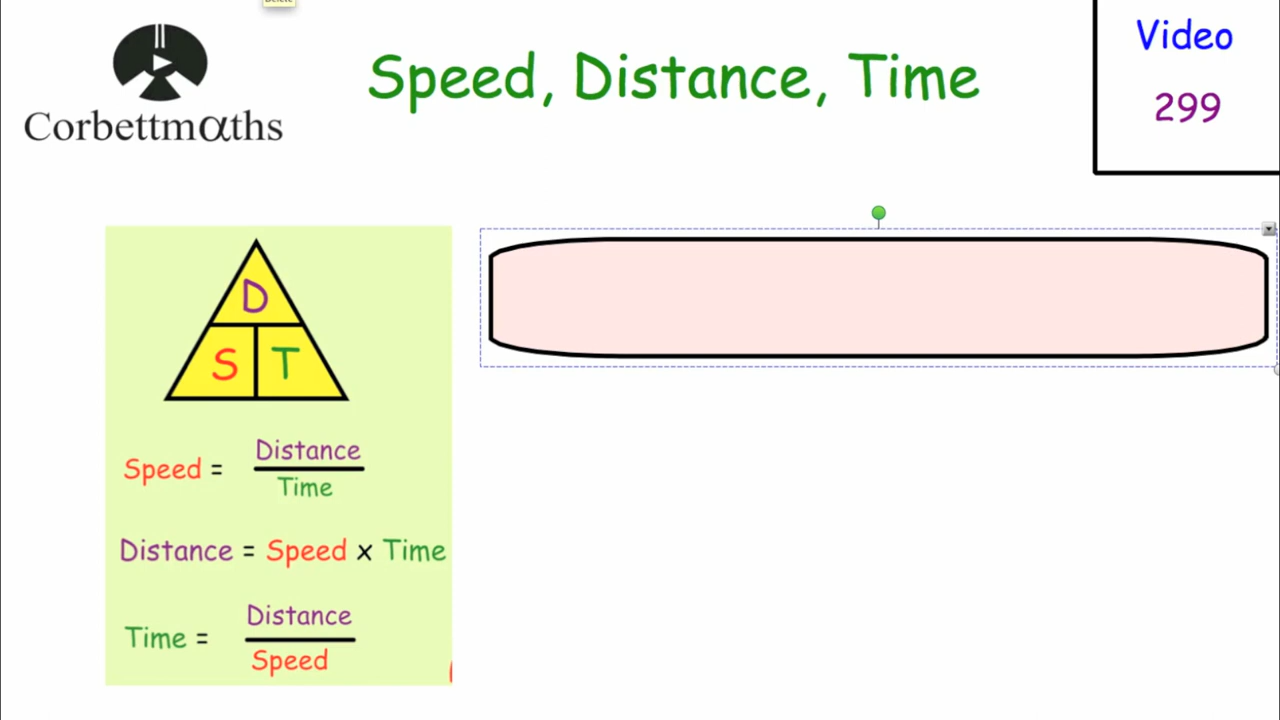 Corbettmαths
Speed, Distance, Time
Video
299
D
S T
Speed = Distance
Time
Distance = Speed x Time
Time = Distance
Speed